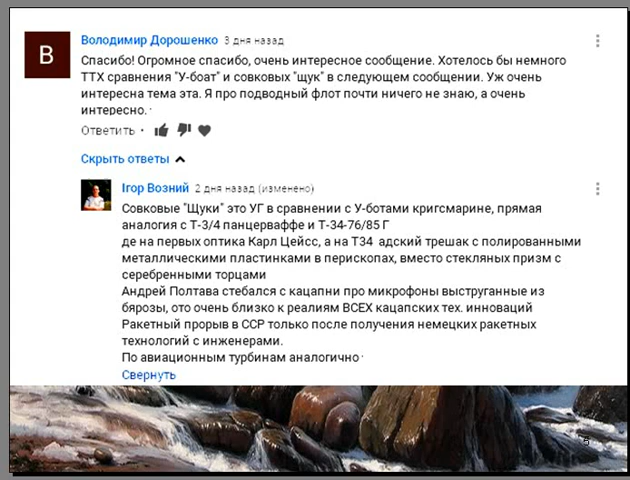 В
Володимир Дорошенко 3 дня назад
Спасибо! Огромное спасибо, очень интересное сообщение. Хотелось бы немного
ТТХ сравнения "У-боат" и совковых "щук" в следующем сообщении. Уж очень
интересна тема эта. Я про подводный флот почти ничего не знаю, а очень
интересно.
Ответить •
Скрыть ответы
Ігор Возний 2 дня назад (изменено)
Совковые "Щуки" это УГ в сравнении с У-ботами кригсмарине, прямая
аналогия с Т-3/4 панцерваффе и Т-34-76/85 Г
де на первых оптика Карл Цейсс, а на Т34 адский трешак с полированными
металлическими пластинками в перископах, вместо стекляных призм с
серебренными торцами
Андрей Полтава стебался с кацапни про микрофоны выструганные из
бярозы, ото очень близко к реалиям ВСЕХ кацапских тех. инноваций
Ракетный прорыв в ССР только после получения немецких ракетных
технологий с инженерами.
По авиационным турбинам аналогично
Свернуть